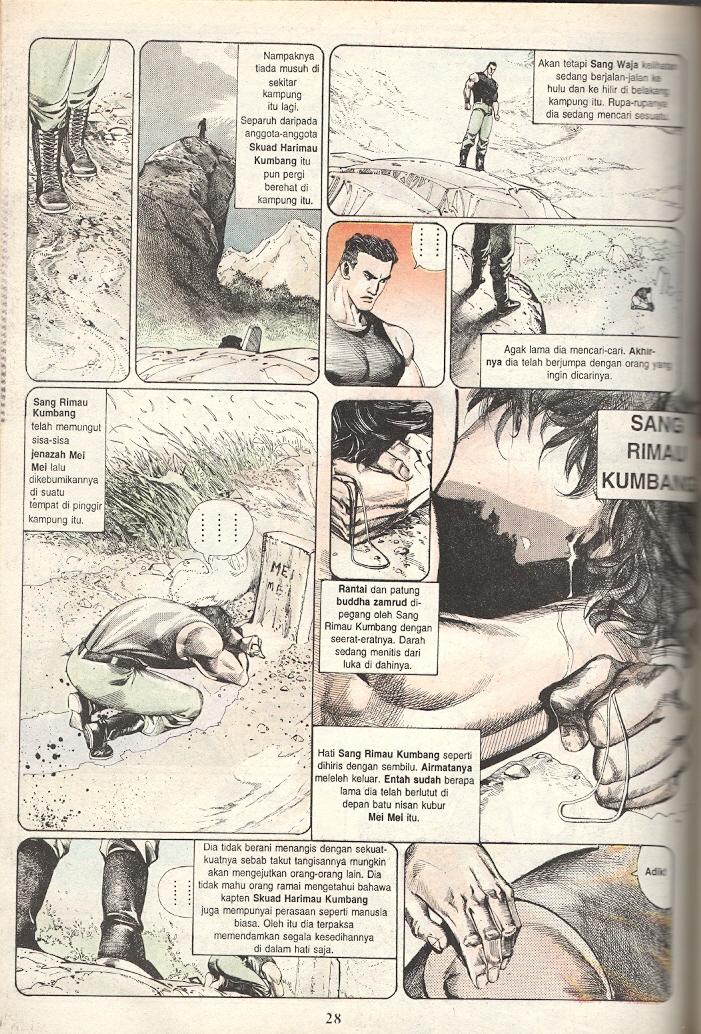 Nampaknya
tiada musuh di
sekitar
kampung
itu lagi.
Separuh daripada
anggota-anggota
Skuad Harimau
Kumbang itu
pun pergi
berehat di
kampung itu.
Akan tetapi Sang Waja kelihatan
sedang berjalan-jalan ke
hulu dan ke hilir di belakang
kampung itu. Rupa-rupanya
dia sedang mencari sesuatu.
Agak lama dia mencari-cari. Akhir-
nya dia telah berjumpa dengan orang yang
ingin dicarinya.
Sang Rimau
Kumbang
telah memungut
sisa-sisa
jenazah Mei
Mei lalu
dikebumikannya
di suatu
tempat di pinggir
kampung itu.
MEI
MEI
Rantai dan patung
buddha zamrud di-
pegang oleh Sang
Rimau Kumbang dengan
seerat-eratnya. Darah
sedang menitis dari
luka di dahinya.
SANG
RIMAU
KUMBANG
Hati Sang Rimau Kumbang seperti
dihiris dengan sembilu. Airmatanya
meleleh keluar. Entah sudah berapa
lama dia telah berlutut di
depan batu nisan kubur
Mei Mei itu.
Dia tidak berani menangis dengan sekuat-
kuatnya sebab takut tangisannya mungkin
akan mengejutkan orang-orang lain. Dia
tidak mahu orang ramai mengetahui bahawa
kapten Skuad Harimau Kumbang
juga mempunyai perasaan seperti manusia
biasa. Oleh itu dia terpaksa
memendamkan segala kesedihannya
di dalam hati saja.
Adik!
28